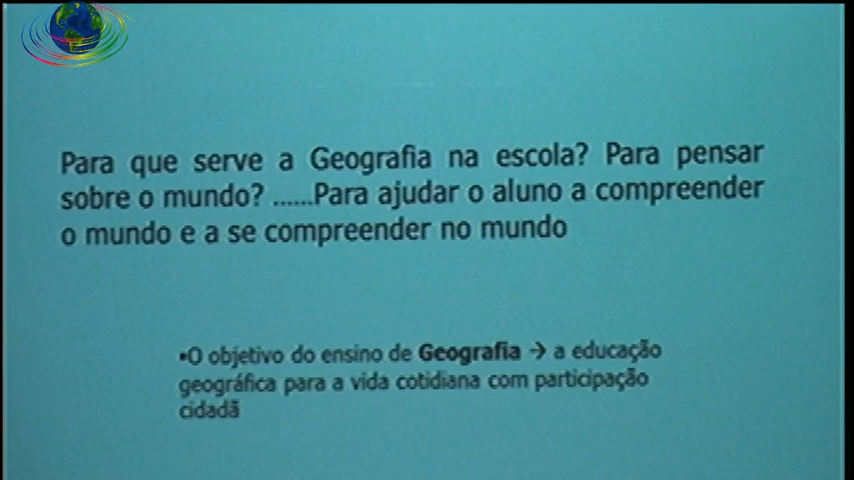 Para que serve a Geografia na escola? Para pensar
sobre o mundo? ......Para ajudar o aluno a compreender
o mundo e a se compreender no mundo
▪O objetivo do ensino de Geografia → a educação
geográfica para a vida cotidiana com participação
cidadã